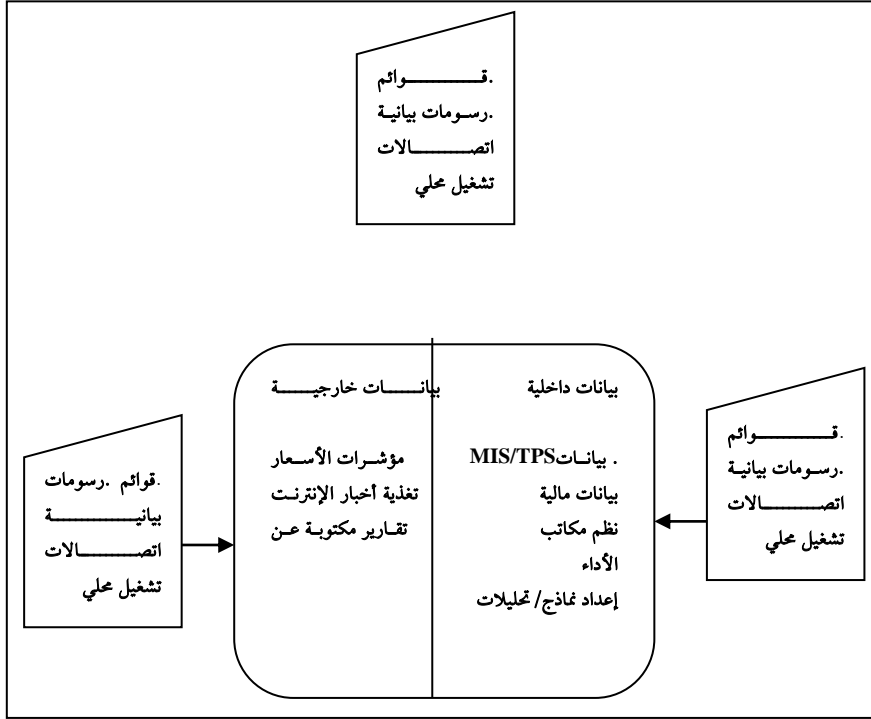 .قوائم
.رسومات بيانية
اتصالات
تشغيل محلي
بيانات داخلية
. بياناتMIS/TPS
بيانات مالية
نظم مكاتب
الأداء
إعداد نماذج/ تحليلات
بيانات خارجية
مؤشرات الأسعار
تغذية أخبار الإنترنت
تقارير مكتوبة عن
.قوائم
.رسومات بيانية
اتصالات
تشغيل محلي
.قوائم .رسومات
بيانية
اتصالات
تشغيل محلي